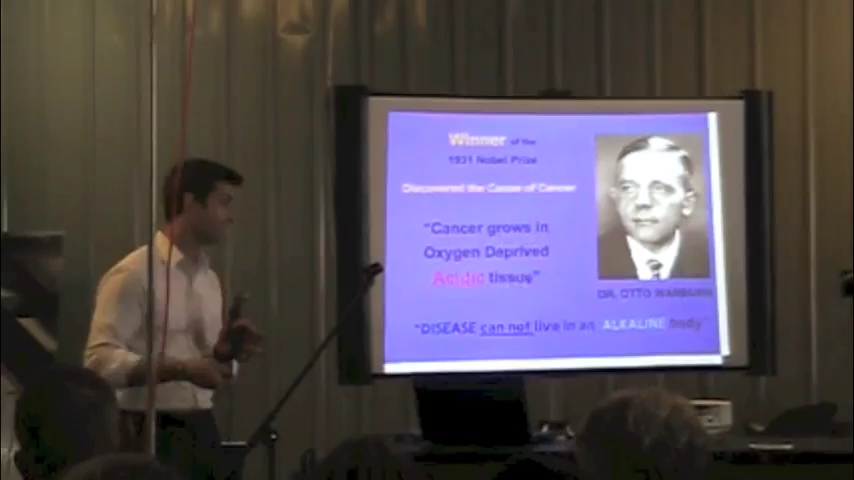 Winner of the
1931 Nobel Prize
Discovered the Cause of Cancer
"Cancer grows in
Oxygen Deprived
Acidic tissue"
DR. OTTO WARBURG
"DISEASE can not live in an ALKALINE body"